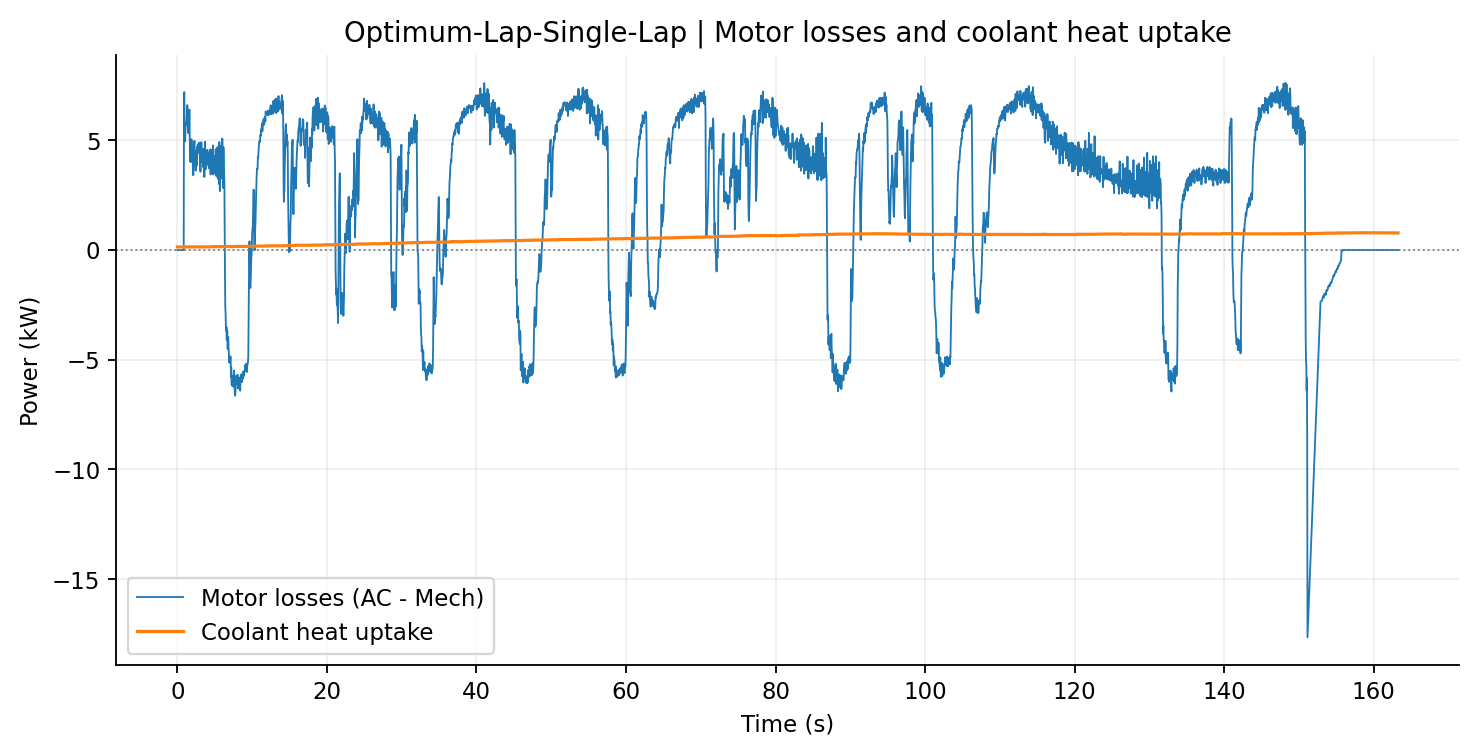 Optimum-Lap-Single-Lap | Motor losses and coolant heat uptake
Power (kW)
5
0
−5
−10
−15
Motor losses (AC - Mech)
Coolant heat uptake
0 20 40 60 80 100 120 140 160
Time (s)